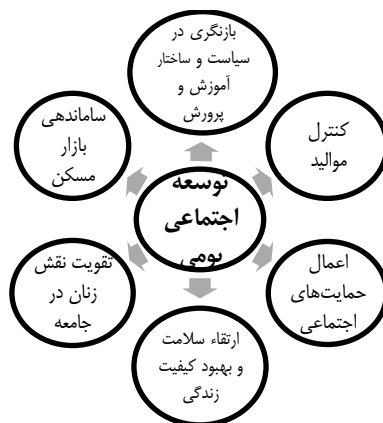 بازنگری در
سیاست و ساختار
آموزش و
پرورش
کنترل
موالید
اعمال
حمایت‌های
اجتماعی
ارتقاء سلامت
و بهبود کیفیت
زندگی
تقویت نقش
زنان در
جامعه
ساماندهی
بازار
مسکن
توسعه
اجتماعی
بومی